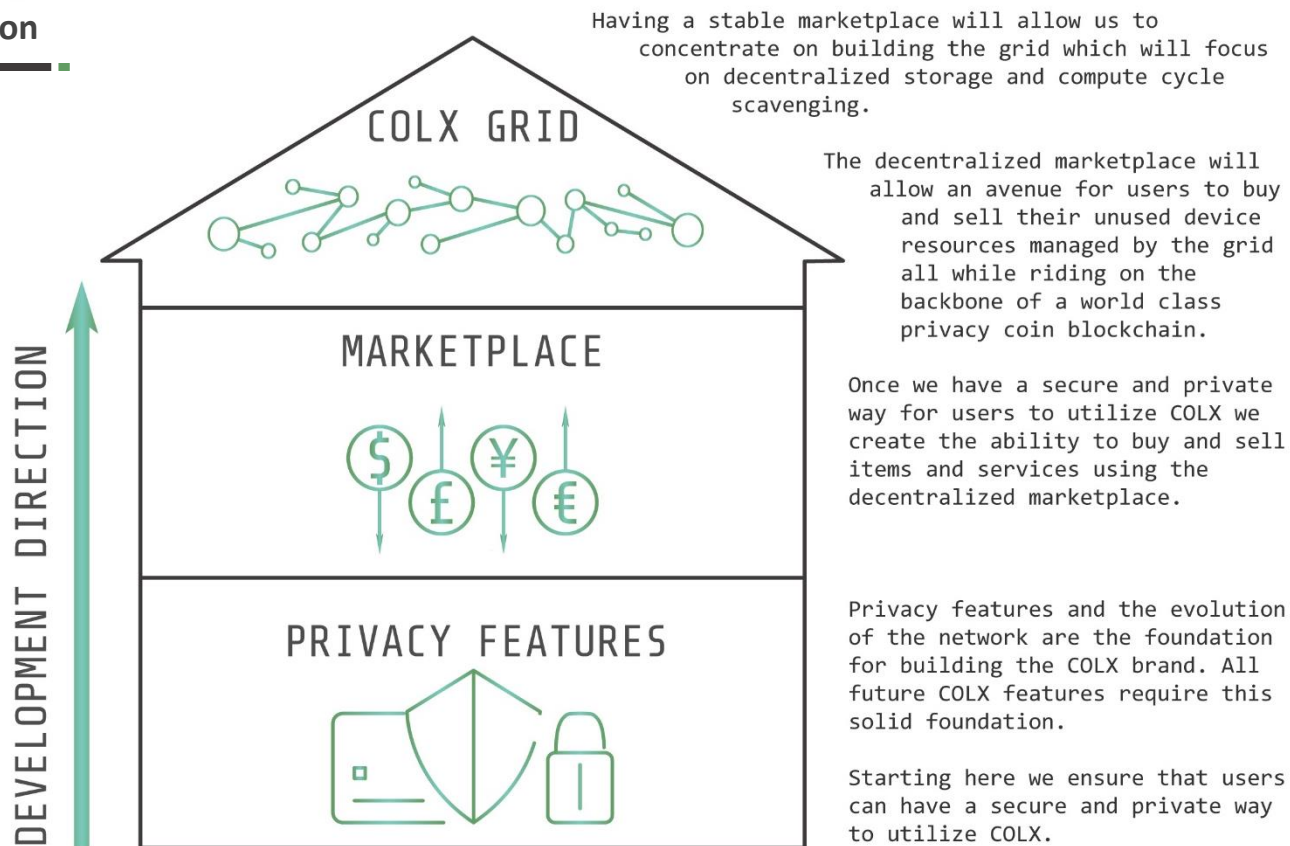 on
Having a stable marketplace will allow us to
concentrate on building the grid which will focus
on decentralized storage and compute cycle
scavenging.
COLX GRID
The decentralized marketplace will
allow an avenue for users to buy
and sell their unused device
resources managed by the grid
all while riding on the
backbone of a world class
privacy coin blockchain.
MARKETPLACE
$ £ ¥ €
Once we have a secure and private
way for users to utilize COLX we
create the ability to buy and sell
items and services using the
decentralized marketplace.
PRIVACY FEATURES
Privacy features and the evolution
of the network are the foundation
for building the COLX brand. All
future COLX features require this
solid foundation.
Starting here we ensure that users
can have a secure and private way
to utilize COLX.
DEVELOPMENT DIRECTION